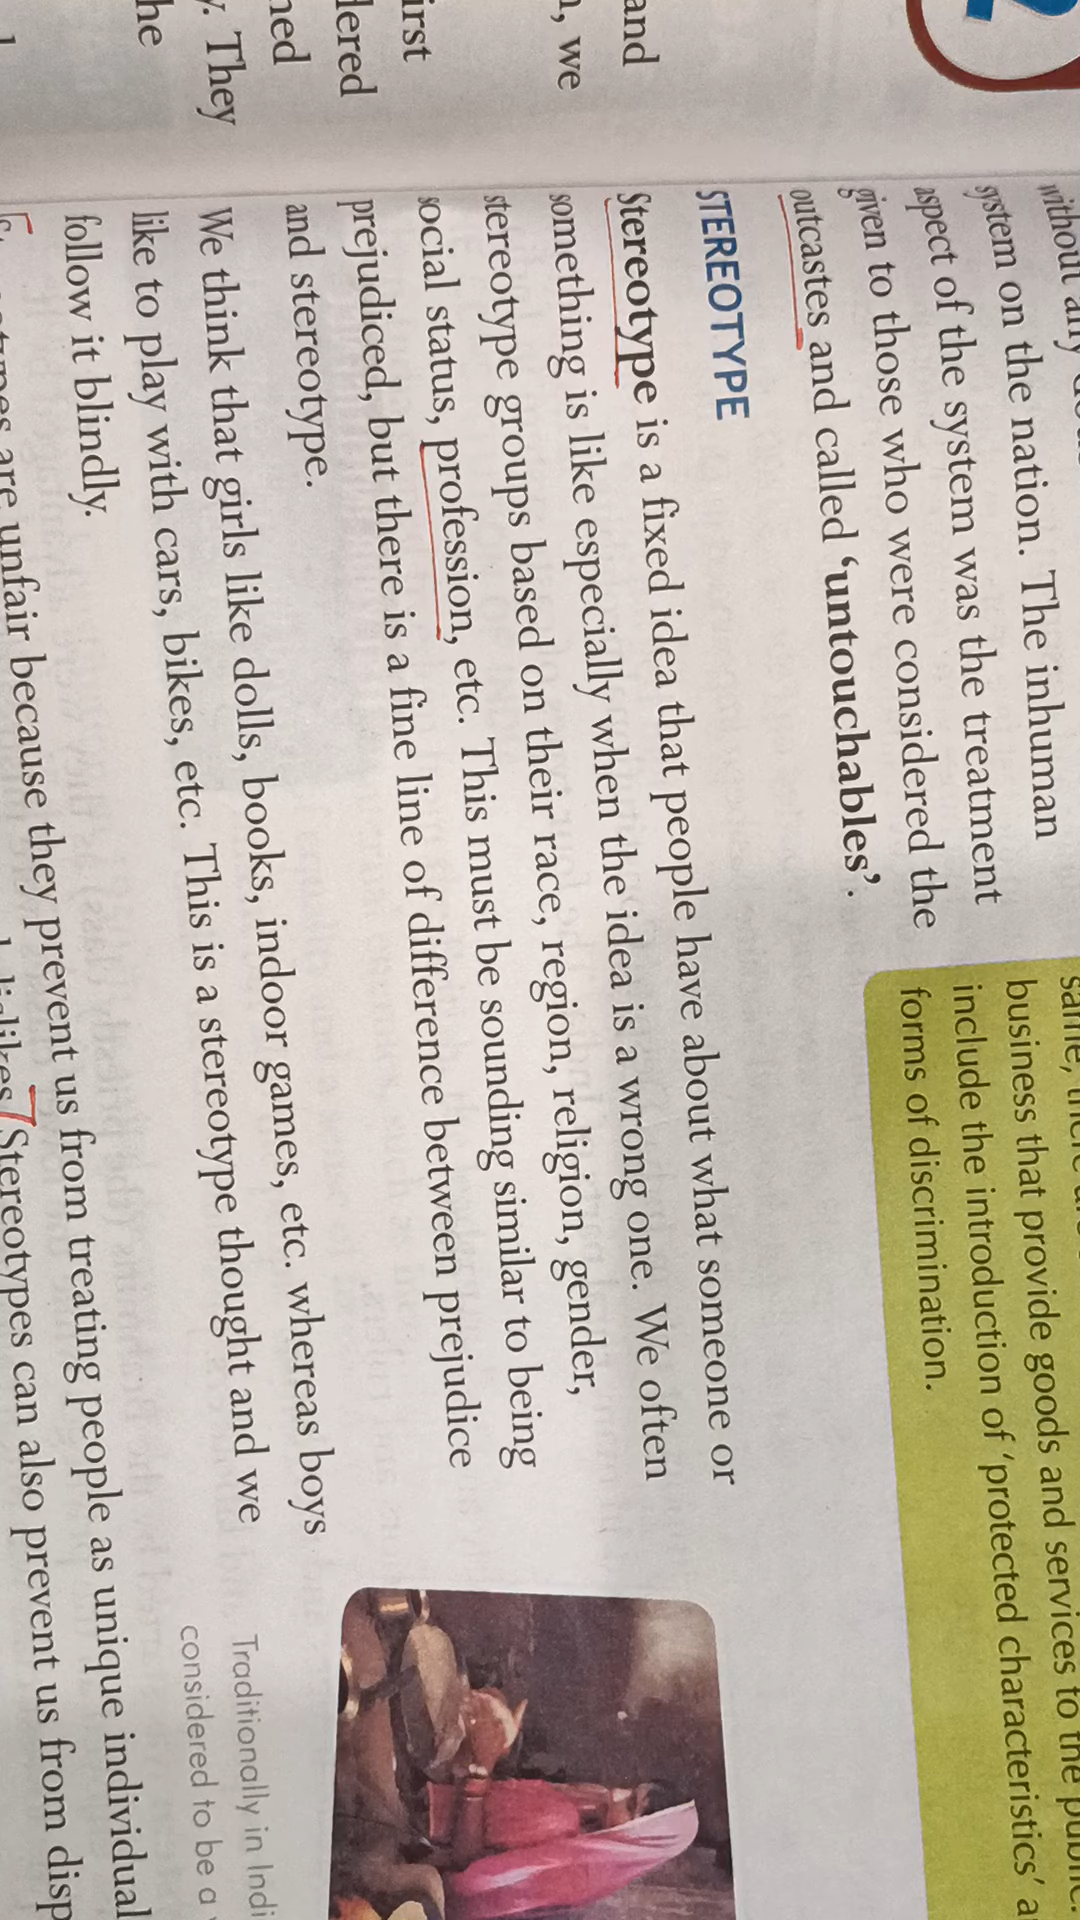 and
, we
irst
dered
ned
y. They
he
2
without any
system on the nation. The inhuman
aspect of the system was the treatment
given to those who were considered the
outcastes and called ‘untouchables’.
STEREOTYPE
Stereotype is a fixed idea that people have about what someone or
something is like especially when the idea is a wrong one. We often
stereotype groups based on their race, region, religion, gender,
social status, profession, etc. This must be sounding similar to being
prejudiced, but there is a fine line of difference between prejudice
and stereotype.
We think that girls like dolls, books, indoor games, etc. whereas boys
like to play with cars, bikes, etc. This is a stereotype thought and we
follow it blindly.
are unfair because they prevent us from treating people as unique individual
Stereotypes can also prevent us from disp
same,
business that provide goods and services to the public.
include the introduction of ‘protected characteristics’ a
forms of discrimination.
Traditionally in Indi
considered to be a